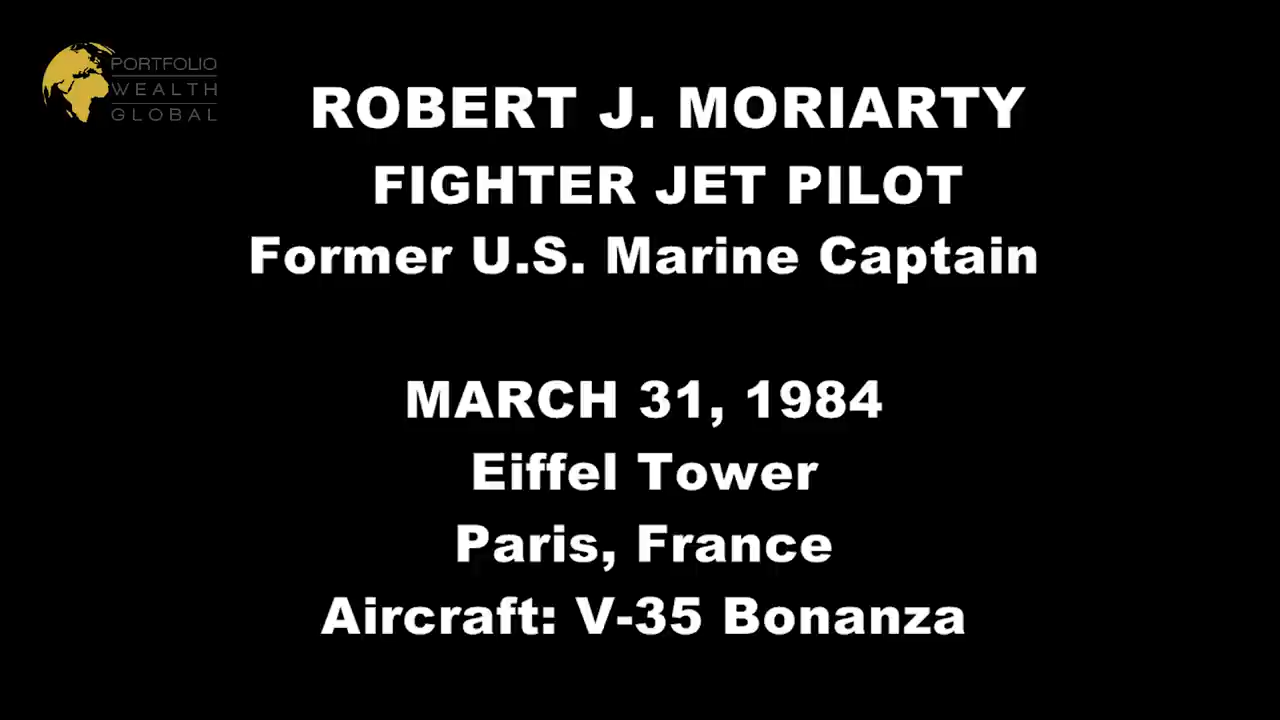 PORTFOLIO
WEALTH
GLOBAL
ROBERT J. MORIARTY
FIGHTER JET PILOT
Former U.S. Marine Captain
MARCH 31, 1984
Eiffel Tower
Paris, France
Aircraft: V-35 Bonanza